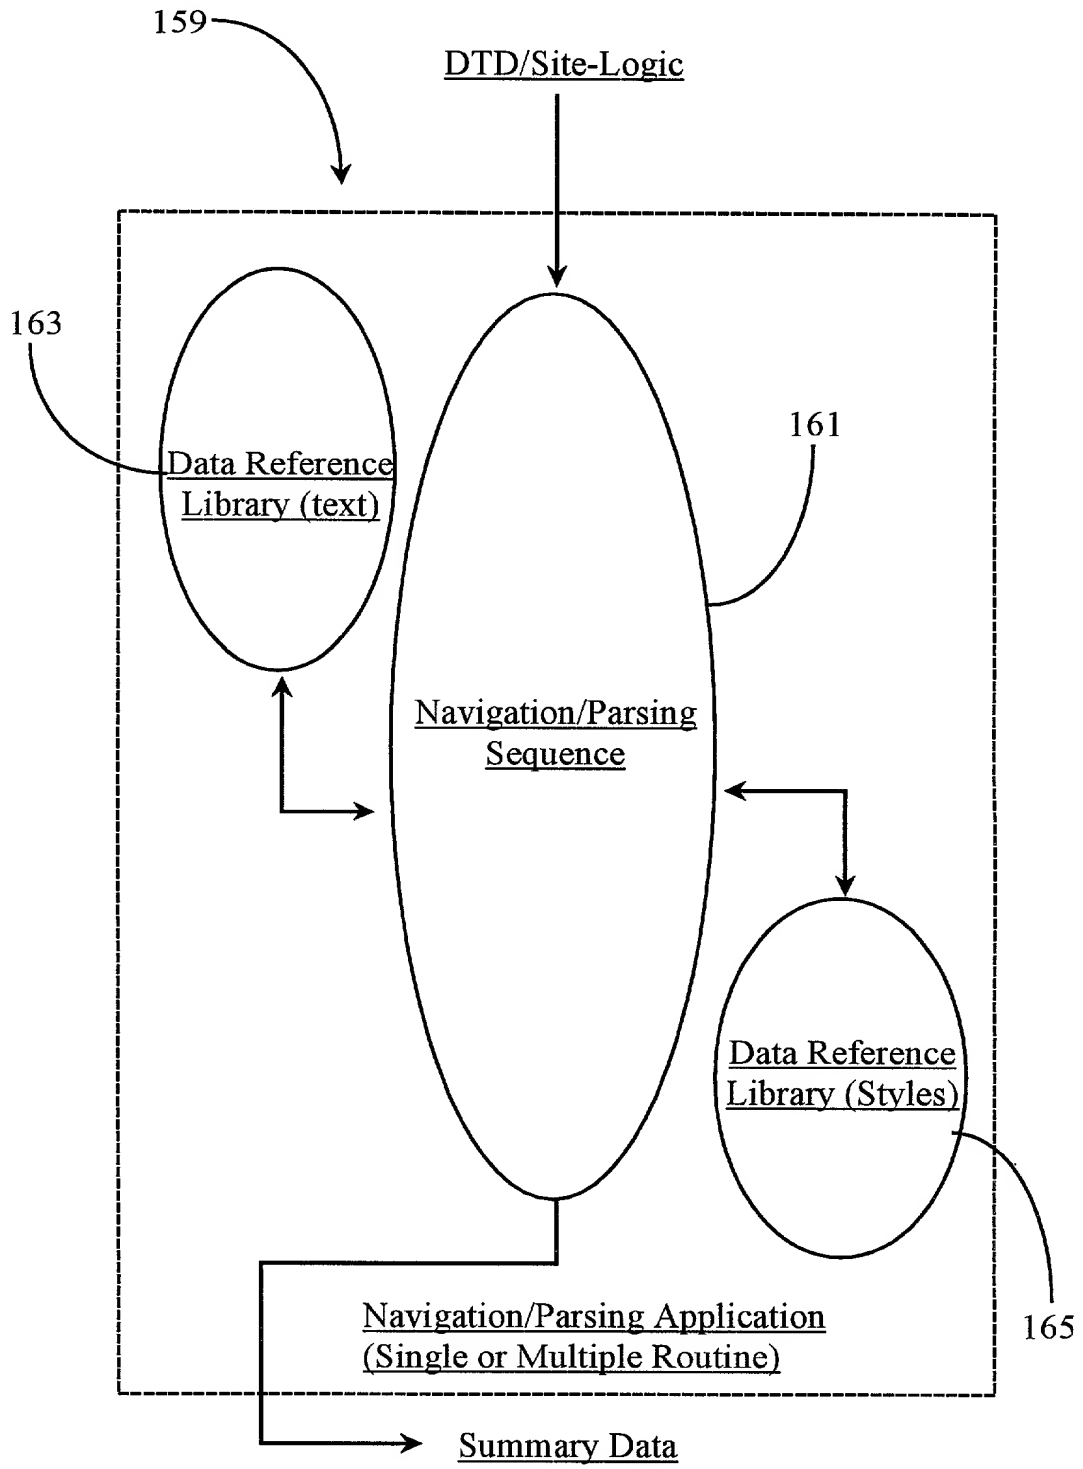 159
DTD/Site-Logic
163
Data Reference
Library (text)
161
Navigation/Parsing
Sequence
Data Reference
Library (Styles)
165
Navigation/Parsing Application
(Single or Multiple Routine)
Summary Data